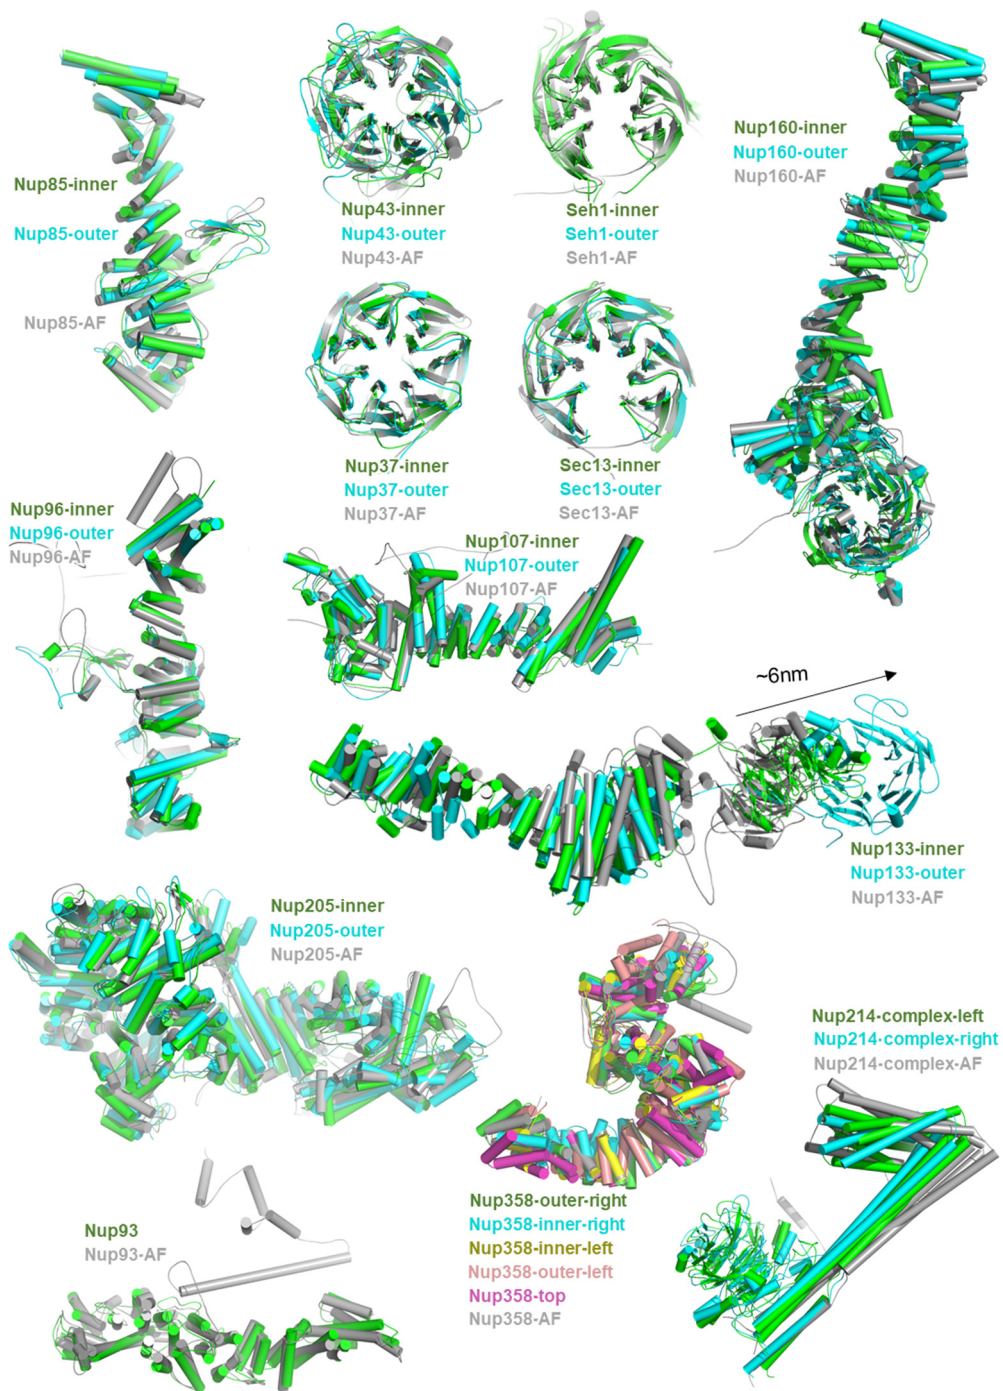 Nup85-inner
Nup85-outer
Nup85-AF
Nup43-inner
Nup43-outer
Nup43-AF
Seh1-inner
Seh1-outer
Seh1-AF
Nup160-inner
Nup160-outer
Nup160-AF
Nup37-inner
Nup37-outer
Nup37-AF
Sec13-inner
Sec13-outer
Sec13-AF
Nup96-inner
Nup96-outer
Nup96-AF
Nup107-inner
Nup107-outer
Nup107-AF
~6nm
Nup133-inner
Nup133-outer
Nup133-AF
Nup205-inner
Nup205-outer
Nup205-AF
Nup214-complex-left
Nup214-complex-right
Nup214-complex-AF
Nup93
Nup93-AF
Nup358-outer-right
Nup358-inner-right
Nup358-inner-left
Nup358-outer-left
Nup358-top
Nup358-AF